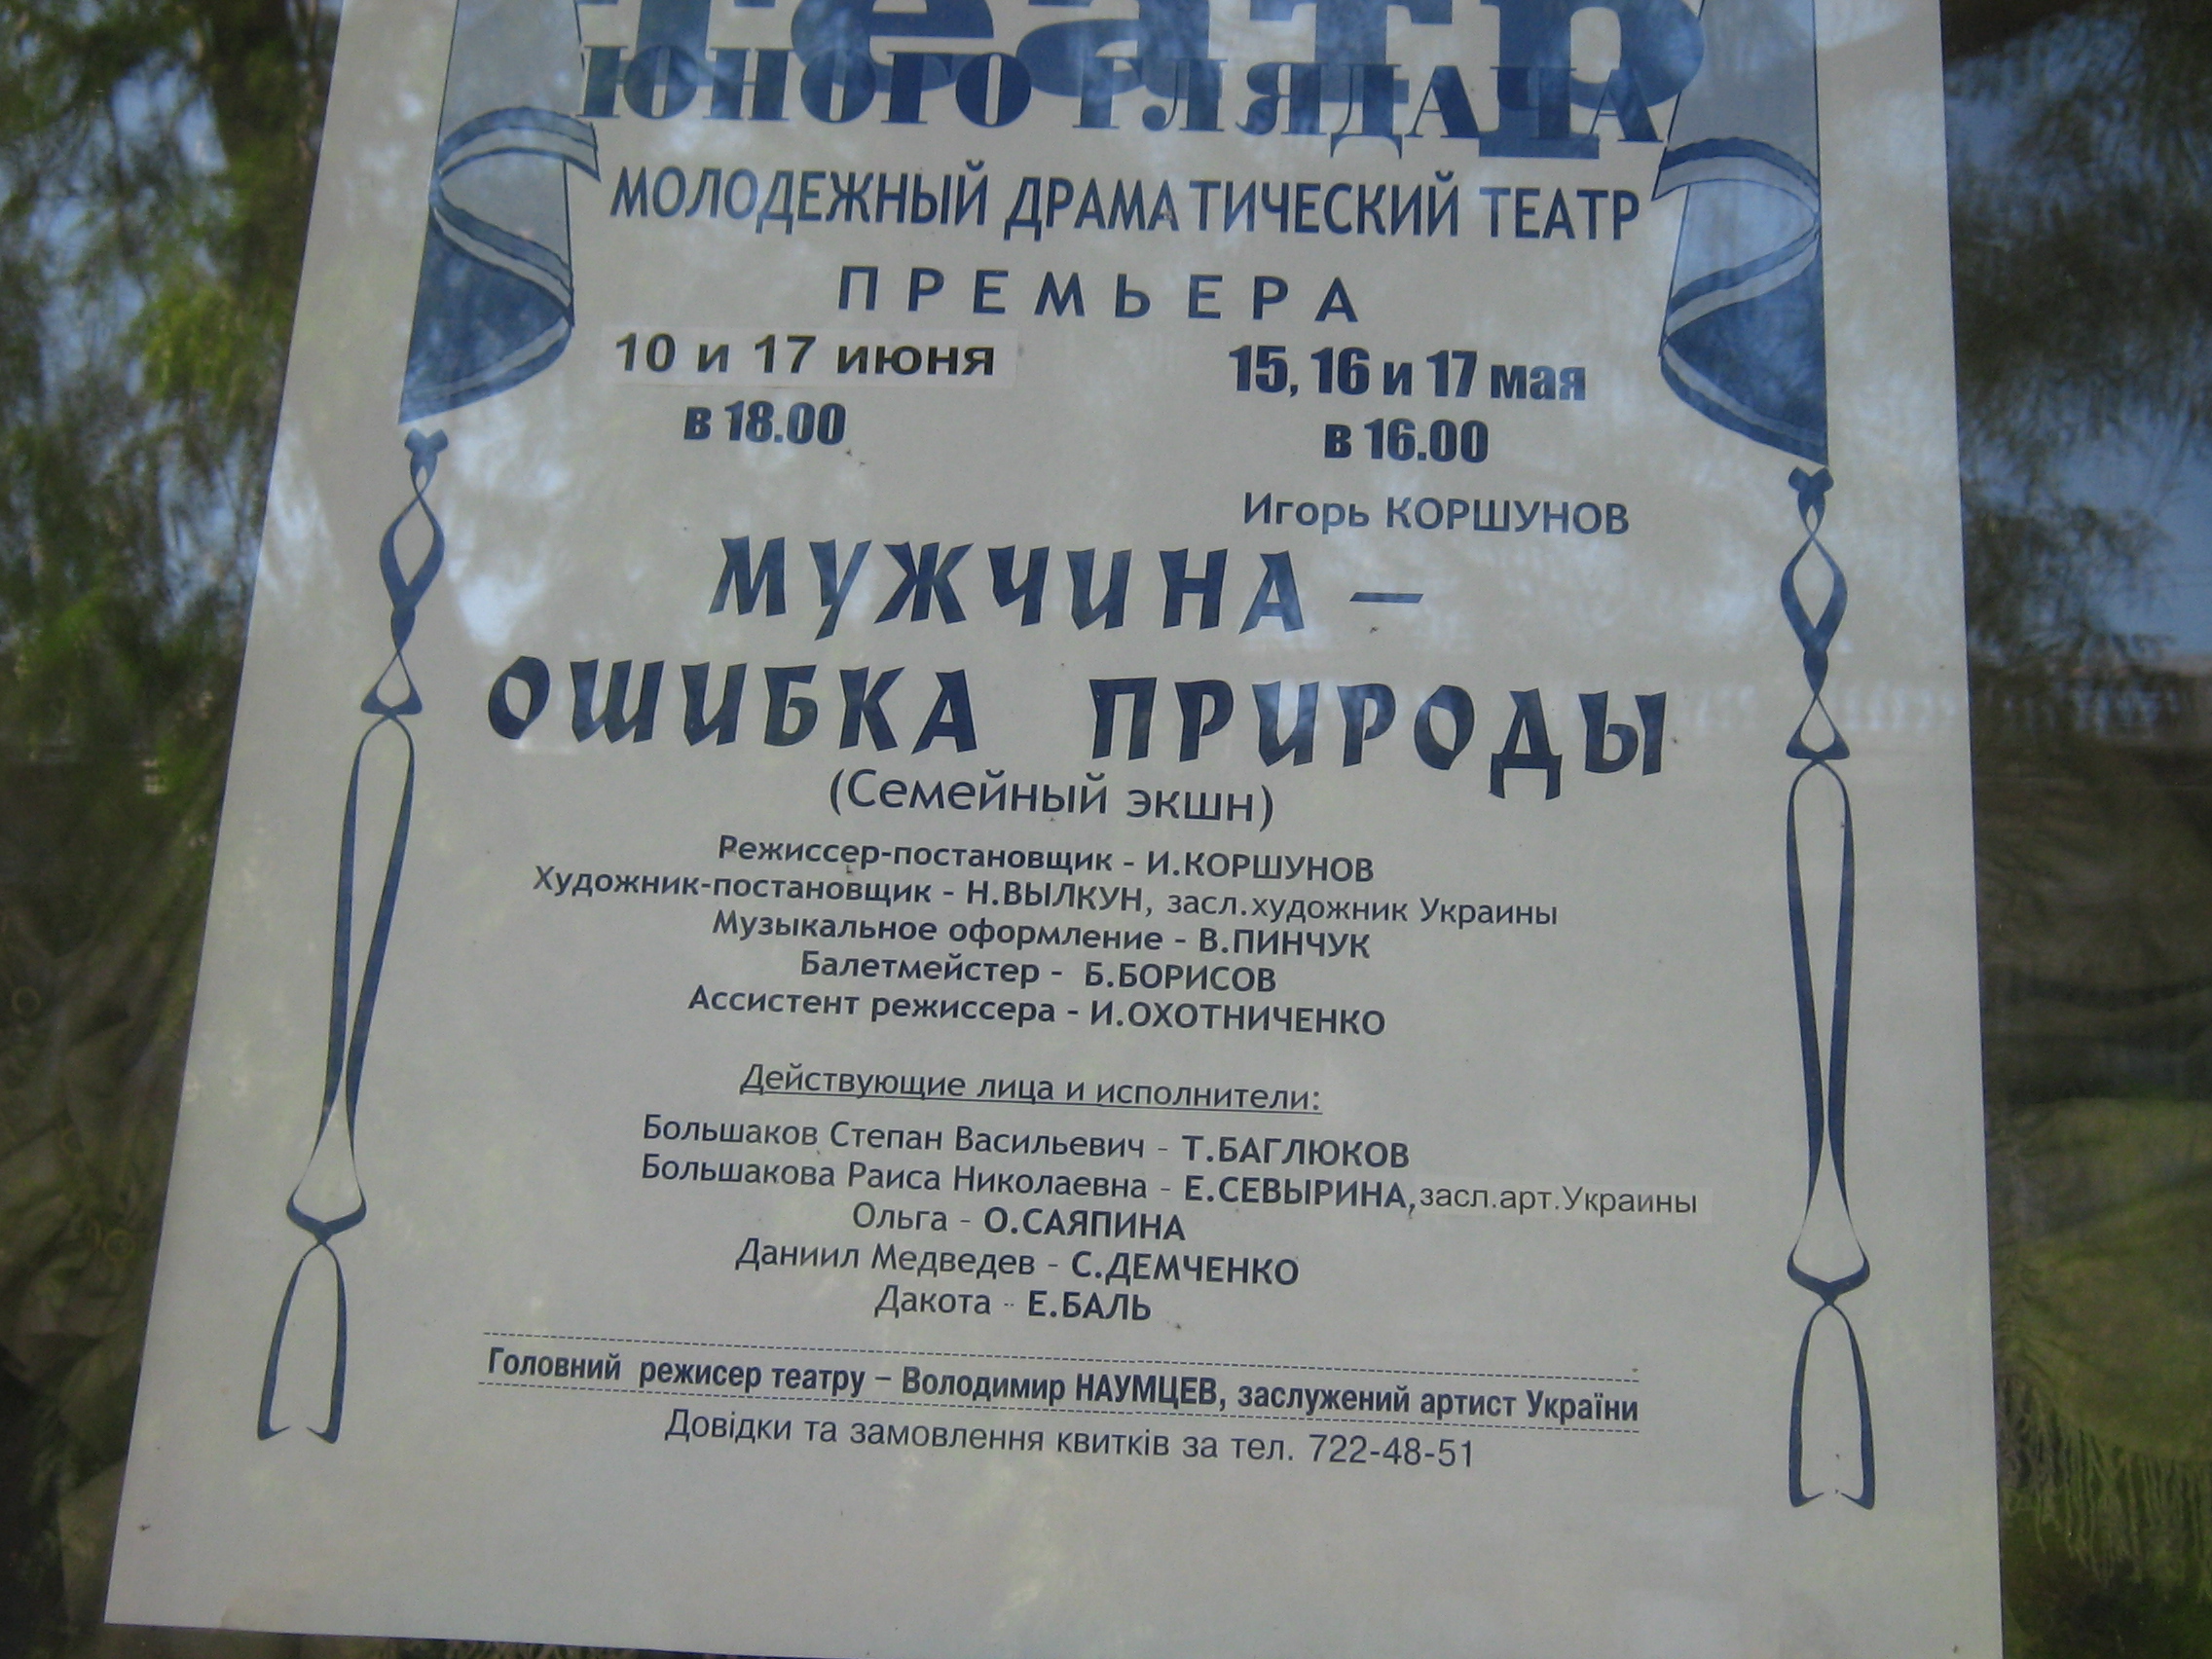 театр
ЮНОГО ГЛЯДАЧА
МОЛОДЕЖНЫЙ ДРАМАТИЧЕСКИЙ ТЕАТР
ПРЕМЬЕРА
10 и 17 июня 15, 16 и 17 мая
в 18.00 в 16.00
Игорь КОРШУНОВ
МУЖЧИНА –
ОШИБКА ПРИРОДЫ
(Семейный экшн)
Режиссер-постановщик - И.КОРШУНОВ
Художник-постановщик - Н.ВЫЛКУН, засл.художник Украины
Музыкальное оформление - В.ПИНЧУК
Балетмейстер - Б.БОРИСОВ
Ассистент режиссера - И.ОХОТНИЧЕНКО
Действующие лица и исполнители:
Большаков Степан Васильевич - Т.БАГЛЮКОВ
Большакова Раиса Николаевна - Е.СЕВЫРИНА,засл.арт.Украины
Ольга - О.САЯПИНА
Даниил Медведев - С.ДЕМЧЕНКО
Дакота - Е.БАЛЬ
Головний режисер театру – Володимир НАУМЦЕВ, заслужений артист України
Довідки та замовлення квитків за тел. 722-48-51